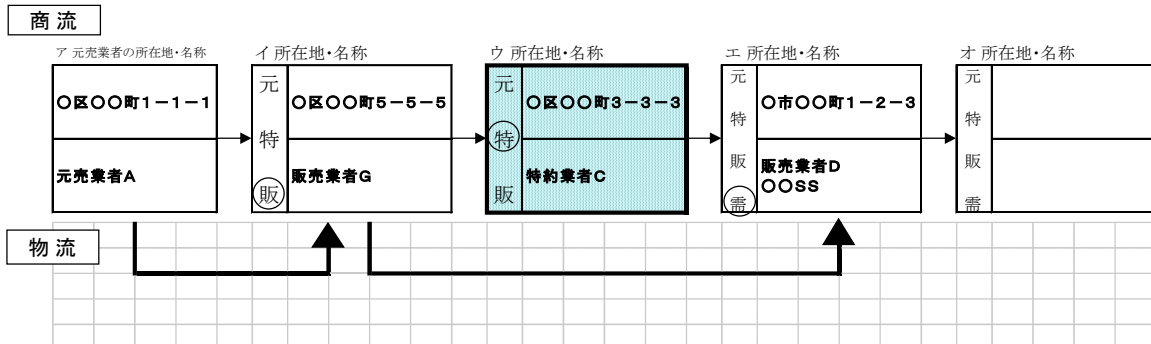 商 流
ア 元売業者の所在地・名称
イ 所在地・名称
ウ 所在地・名称
エ 所在地・名称
オ 所在地・名称
○区○○町1-1-1
元売業者A
元
特
販
○区○○町5-5-5
販売業者G
元
特
販
○区○○町3-3-3
特約業者C
元
特
販
需
○市○○町1-2-3
販売業者D
○○SS
元
特
販
需
物 流